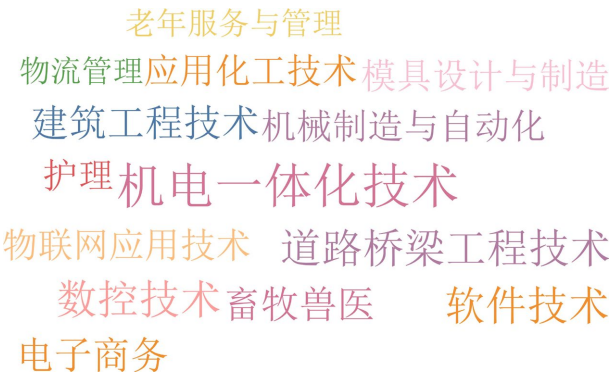 老年服务与管理
物流管理 应用化工技术 模具设计与制造
建筑工程技术 机械制造与自动化
护理 机电一体化技术
物联网应用技术 道路桥梁工程技术
数控技术 畜牧兽医 软件技术
电子商务